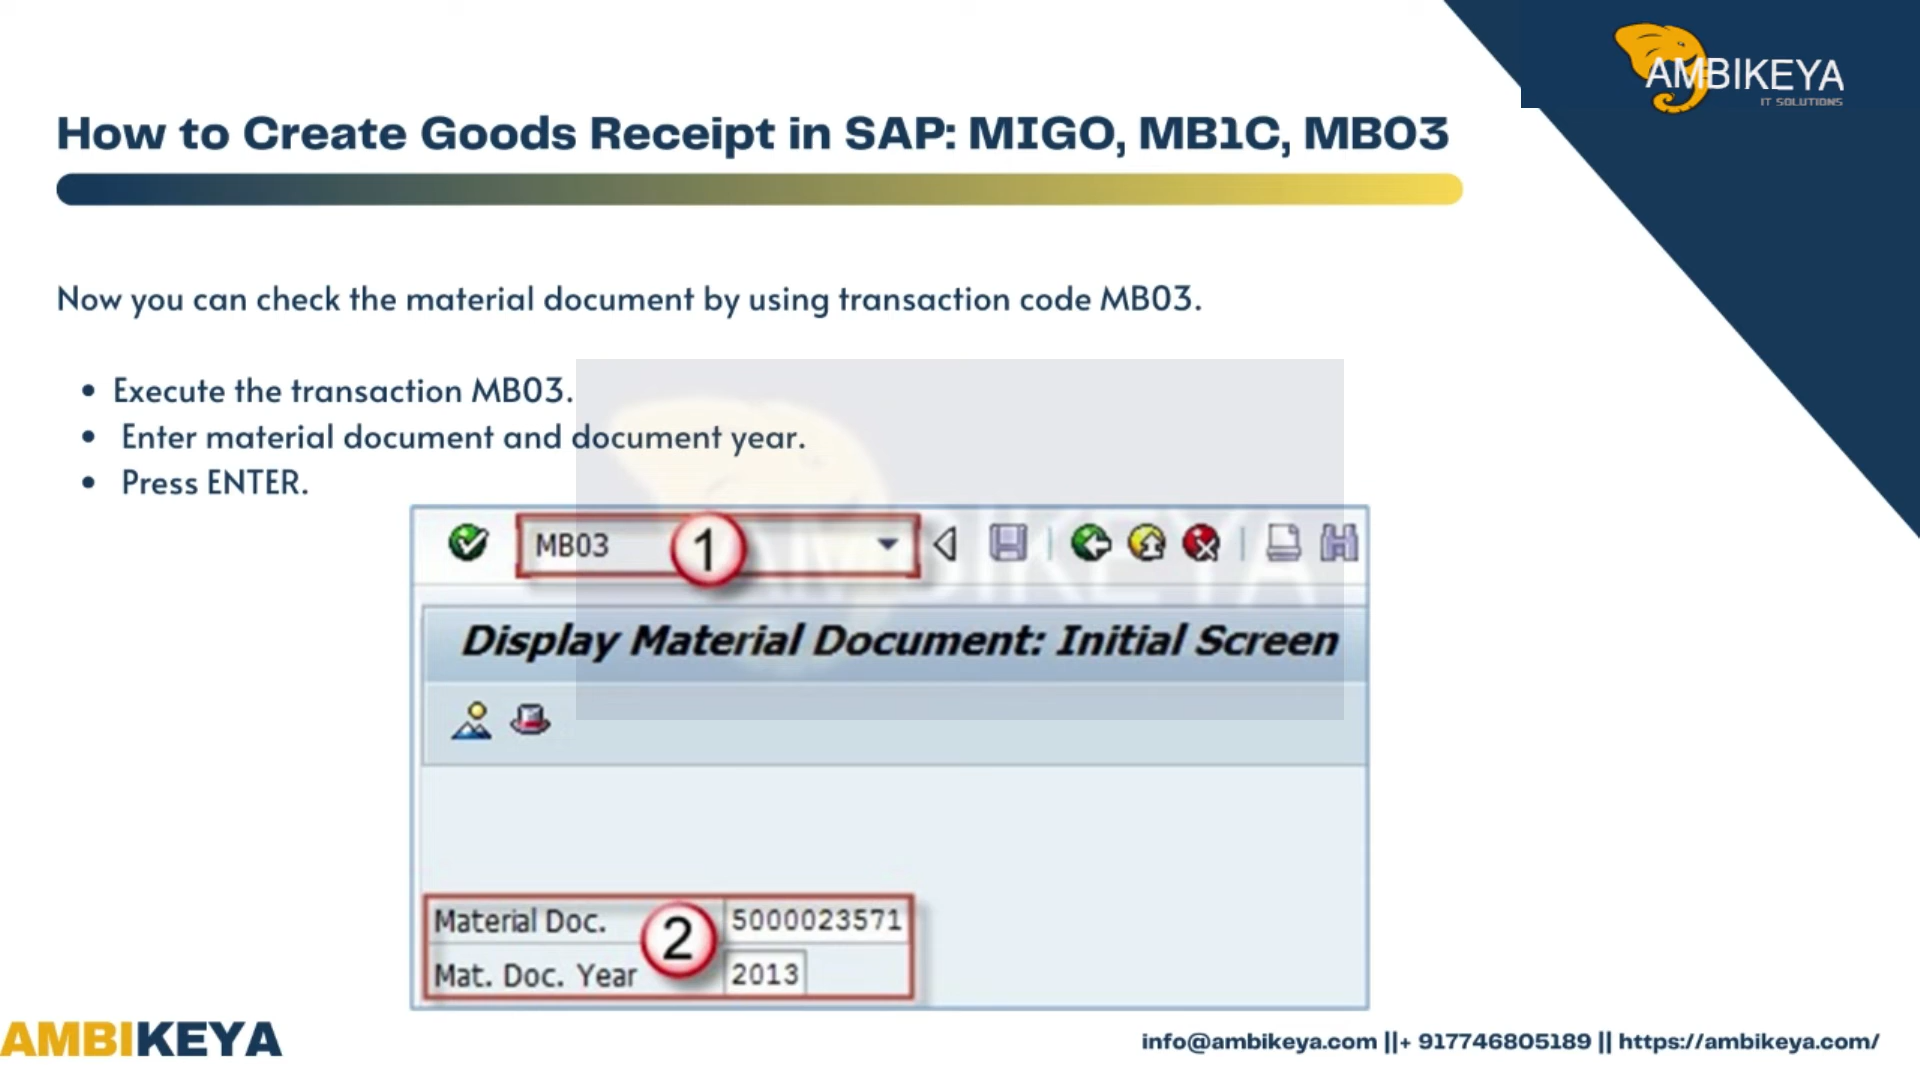 AMBIKEYA
IT SOLUTIONS
How to Create Goods Receipt in SAP: MIGO, MB1C, MB03
Now you can check the material document by using transaction code MB03.
• Execute the transaction MB03.
• Enter material document and document year.
• Press ENTER.
AMBIKEYA
MB03 1
Display Material Document: Initial Screen
Material Doc. 5000023571
2
Mat. Doc. Year 2013
AMBIKEYA
info@ambikeya.com ||+ 917746805189 || https://ambikeya.com/